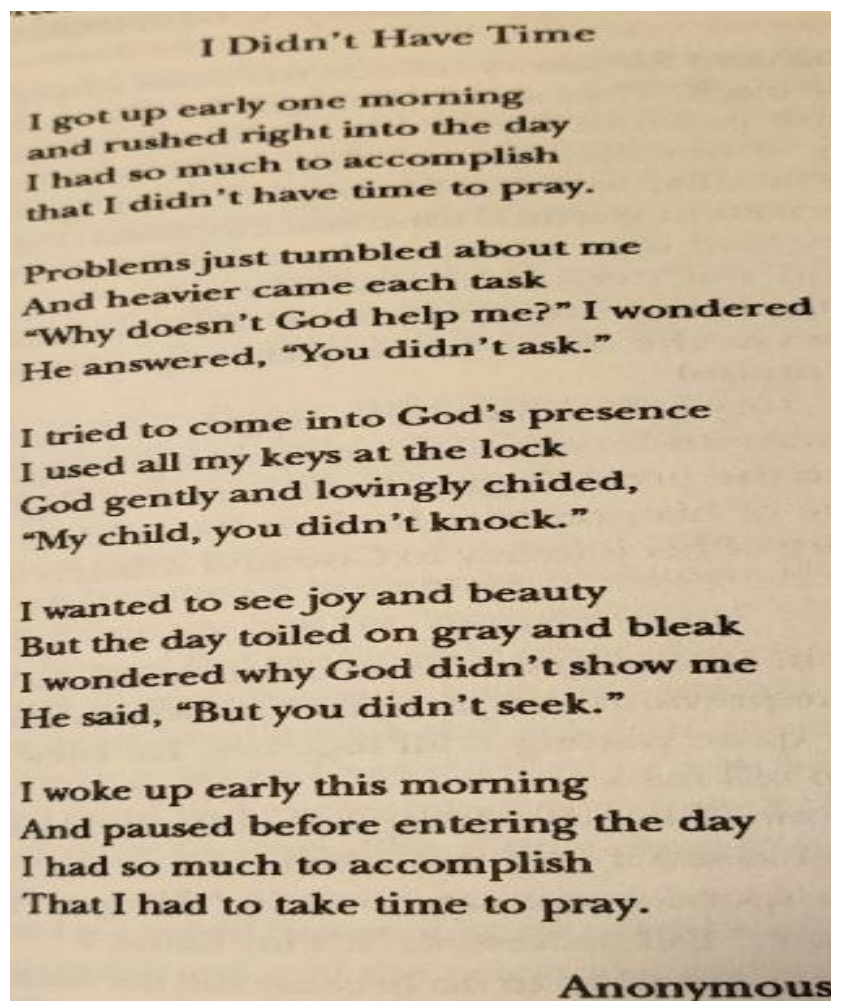 I Didn't Have Time
I got up early one morning
and rushed right into the day
I had so much to accomplish
that I didn't have time to pray.
Problems just tumbled about me
And heavier came each task
"Why doesn't God help me?" I wondered
He answered, "You didn't ask."
I tried to come into God's presence
I used all my keys at the lock
God gently and lovingly chided,
"My child, you didn't knock."
I wanted to see joy and beauty
But the day toiled on gray and bleak
I wondered why God didn't show me
He said, "But you didn't seek."
I woke up early this morning
And paused before entering the day
I had so much to accomplish
That I had to take time to pray.
Anonymous